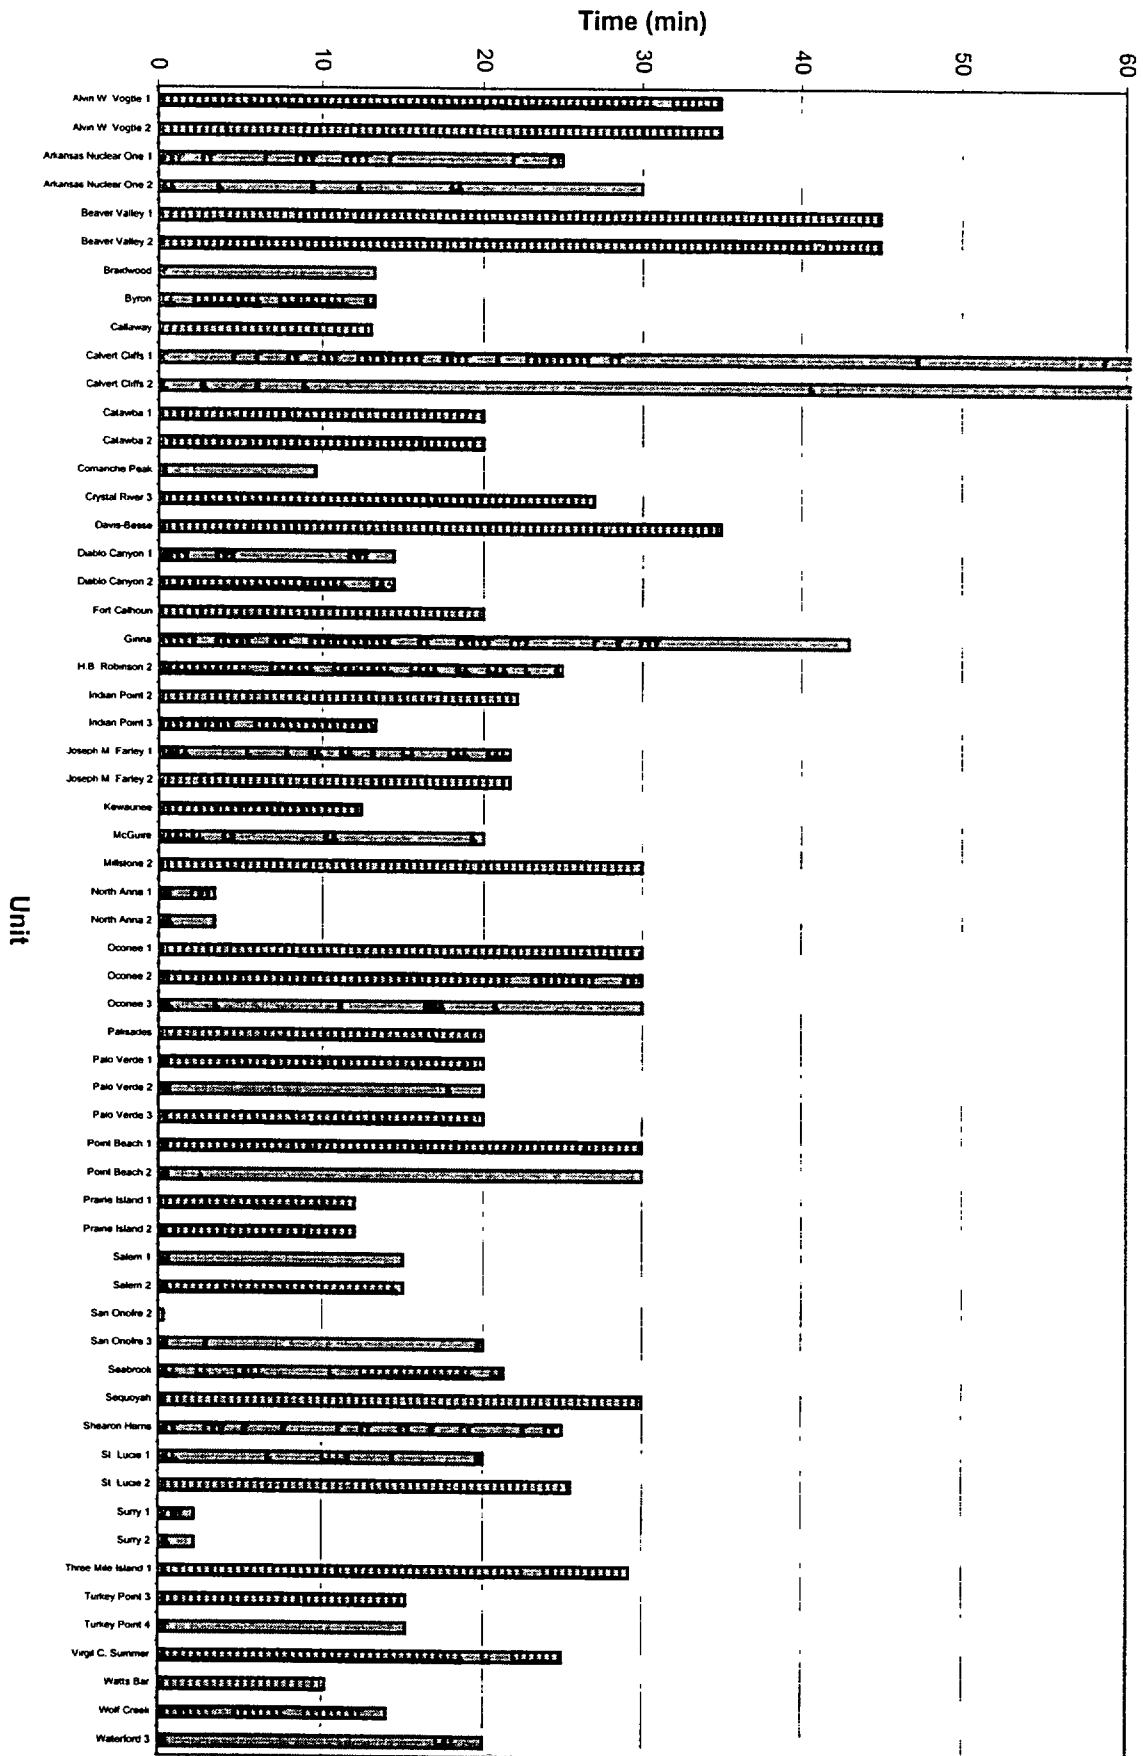 Time (min)
0
10
20
30
40
50
60
Alvin W. Vogtle 1
Alvin W. Vogtle 2
Arkansas Nuclear One 1
Arkansas Nuclear One 2
Beaver Valley 1
Beaver Valley 2
Braidwood
Byron
Callaway
Calvert Cliffs 1
Calvert Cliffs 2
Catawba 1
Catawba 2
Comanche Peak
Crystal River 3
Davis-Besse
Diablo Canyon 1
Diablo Canyon 2
Fort Calhoun
Ginna
H.B. Robinson 2
Indian Point 2
Indian Point 3
Joseph M. Farley 1
Joseph M. Farley 2
Kewaunee
McGuire
Millstone 2
North Anna 1
North Anna 2
Oconee 1
Oconee 2
Oconee 3
Palisades
Palo Verde 1
Palo Verde 2
Palo Verde 3
Point Beach 1
Point Beach 2
Prairie Island 1
Prairie Island 2
Salem 1
Salem 2
San Onofre 2
San Onofre 3
Seabrook
Sequoyah
Shearon Harris
St. Lucie 1
St. Lucie 2
Surry 1
Surry 2
Three Mile Island 1
Turkey Point 3
Turkey Point 4
Virgil C. Summer
Watts Bar
Wolf Creek
Waterford 3
Unit